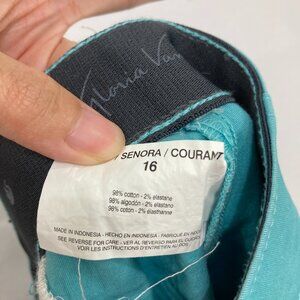 Gloria Va
SENORA / COURANT
16
98% cotton - 2% elastane
98% algodón - 2% elastano
98% coton - 2% élasthanne
MADE IN INDONESIA - HECHO EN INDONESIA - FABRIQUÉ EN INDONÉSIE
SEE REVERSE FOR CARE - VER AL REVERSO PARA EL CUIDADO
VOIR LES INSTRUCTIONS D'ENTRETIEN AU DOS